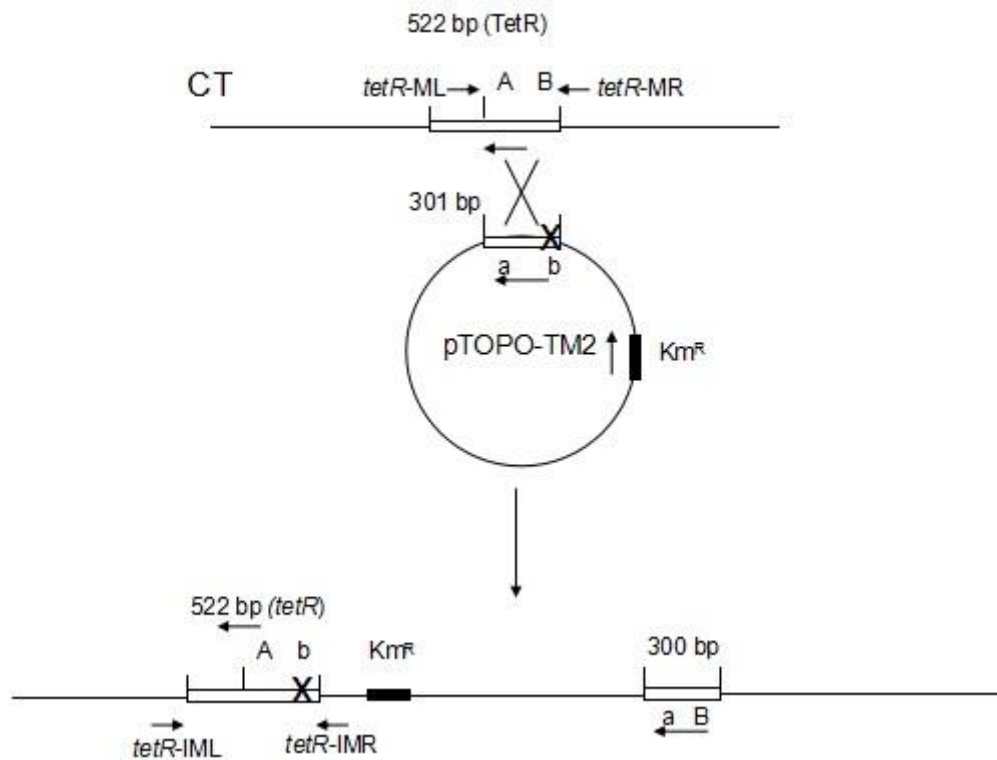 522 bp (TetR)
CT
tetR-ML A B tetR-MR
301 bp
X
a b
pTOPO-TM2 Kmᴿ
522 bp (tetR)
A b Kmᴿ 300 bp
X
a B
tetR-IML tetR-IMR